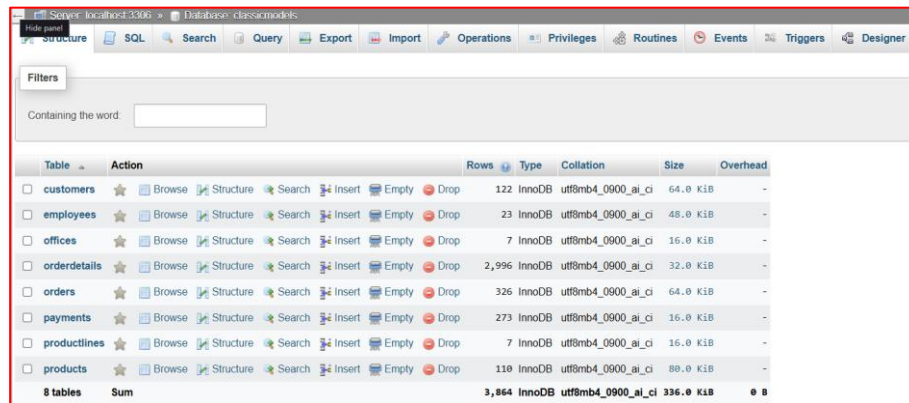 Server: localhost:3306 » Database: classicmodels
Hide panel
Structure SQL Search Query Export Import Operations Privileges Routines Events Triggers Designer
Filters
Containing the word:
Table Action Rows Type Collation Size Overhead
customers Browse Structure Search Insert Empty Drop 122 InnoDB utf8mb4_0900_ai_ci 64.0 KiB -
employees Browse Structure Search Insert Empty Drop 23 InnoDB utf8mb4_0900_ai_ci 48.0 KiB -
offices Browse Structure Search Insert Empty Drop 7 InnoDB utf8mb4_0900_ai_ci 16.0 KiB -
orderdetails Browse Structure Search Insert Empty Drop 2,996 InnoDB utf8mb4_0900_ai_ci 32.0 KiB -
orders Browse Structure Search Insert Empty Drop 326 InnoDB utf8mb4_0900_ai_ci 64.0 KiB -
payments Browse Structure Search Insert Empty Drop 273 InnoDB utf8mb4_0900_ai_ci 16.0 KiB -
productlines Browse Structure Search Insert Empty Drop 7 InnoDB utf8mb4_0900_ai_ci 16.0 KiB -
products Browse Structure Search Insert Empty Drop 110 InnoDB utf8mb4_0900_ai_ci 80.0 KiB -
8 tables Sum 3,864 InnoDB utf8mb4_0900_ai_ci 336.0 KiB 0 B